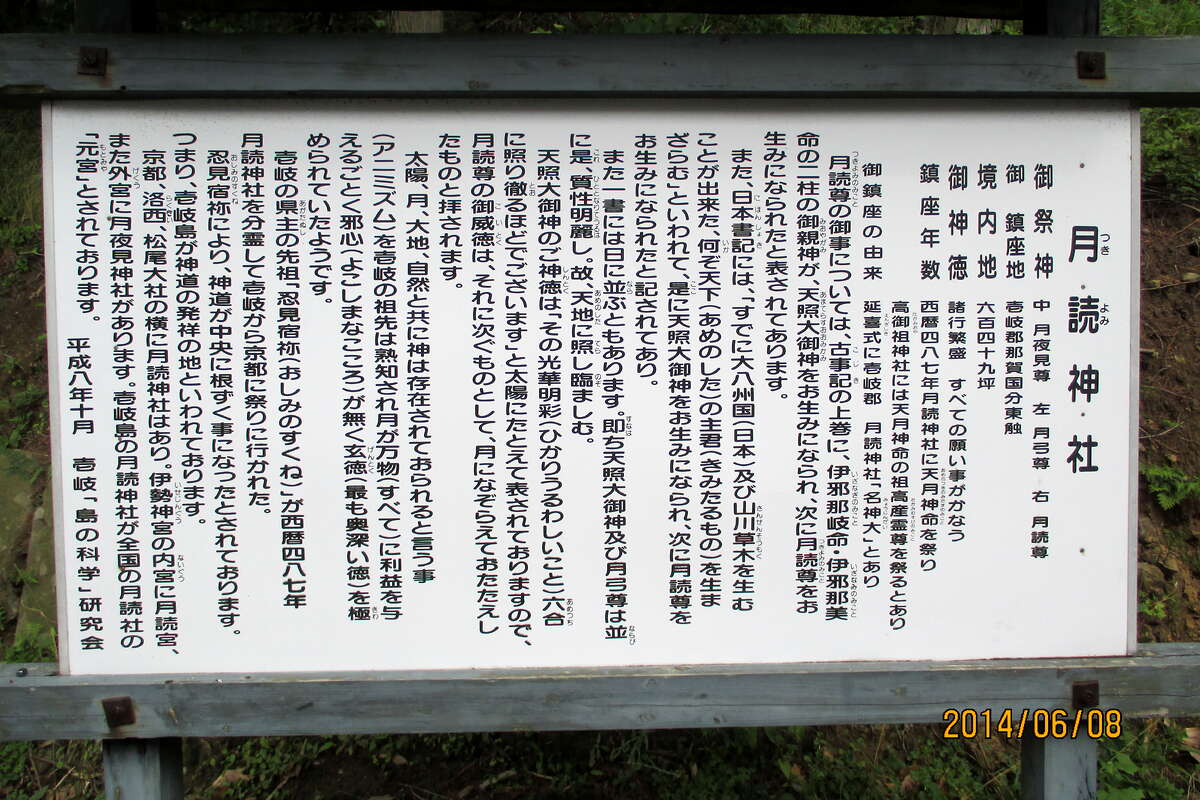 月読神社
御祭神 中 月夜見尊 左 月弓尊 右 月読尊
御鎮座地 壱岐郡那賀国分東触
境内地 六百四十九坪
御神徳 諸行繁盛 すべての願い事がかなう
鎮座年数 西暦四八七年月読神社に天月神命を祭り
高御祖神社には天月神命の祖高産霊尊を祭るとあり
御鎮座の由来 延喜式に壱岐郡 月読神社「名神大」とあり
月読尊の御事については、古事記の上巻に、伊邪那岐命・伊邪那美
命の二柱の御親神が、天照大御神をお生みになられ、次に月読尊をお
生みになられたと表されてあります。
また、日本書記には、「すでに大八州国(日本)及び山川草木を生む
ことが出来た、何ぞ天下(あめのした)の主君(きみたるもの)を生ま
ざらむ」といわれて、是に天照大御神をお生みになられ、次に月読尊を
お生みになられたと記されてあり。
また一書には日に並ぶともあります。即ち天照大御神及び月弓尊は並
に是、質性明麗し。故、天地に照し臨ましむ。
天照大御神のご神徳は「その光華明彩(ひかりうるわしいこと)六合
に照り徹るほどでございます」と太陽にたとえて表されておりますので、
月読尊の御威徳は、それに次ぐものとして、月になぞらえておたたえし
たものと拝されます。
太陽、月、大地、自然と共に神は存在されておられると言う事
(アニミズム)を壱岐の祖先は熟知され月が万物(すべて)に利益を与
えるごとく邪心(よこしまなこころ)が無く玄徳(最も奥深い徳)を極
められていたようです。
壱岐の県主の先祖「忍見宿祢(おしみのすくね)」が西暦四八七年
月読神社を分霊して壱岐から京都に祭りに行かれた。
忍見宿祢により、神道が中央に根ずく事になったとされております。
つまり、壱岐島が神道の発祥の地といわれております。
京都、洛西、松尾大社の横に月読神社はあり。伊勢神宮の内宮に月読宮、
また外宮に月夜見神社があります。壱岐島の月読神社が全国の月読社の
「元宮」とされております。
平成八年十月 壱岐「島の科学」研究会
2014/06/08